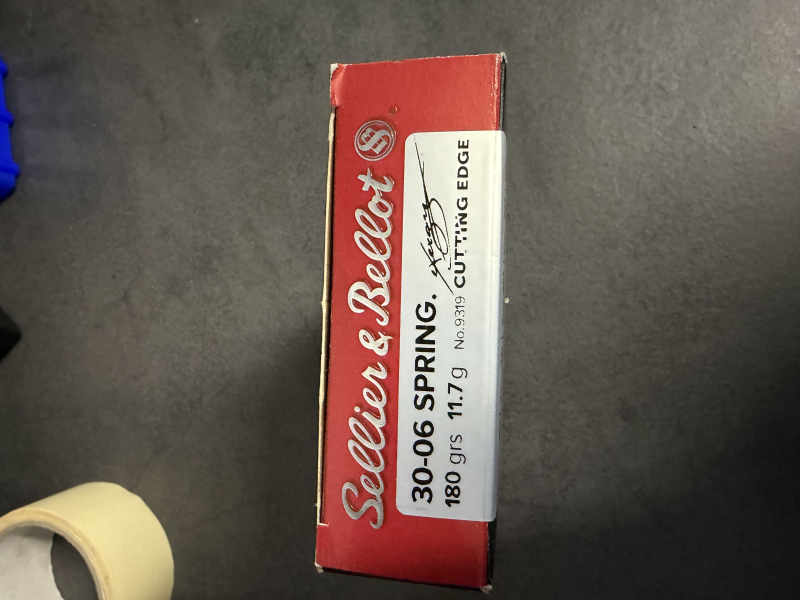 Sellier & Bellot
30-06 SPRING.
180 grs 11.7 g
No.9319 CUTTING EDGE